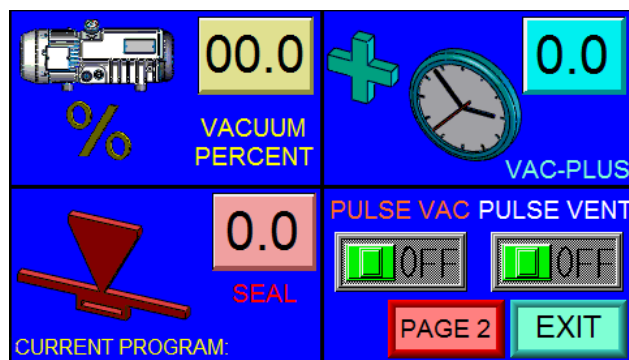 00.0
%
VACUUM
PERCENT
0.0
VAC-PLUS
0.0
SEAL
CURRENT PROGRAM:
PULSE VAC PULSE VENT
OFF OFF
PAGE 2 EXIT